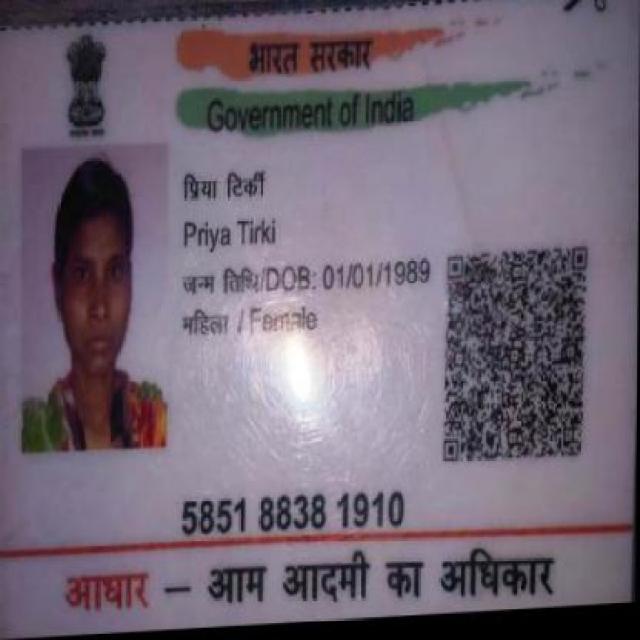 भारत सरकार
Government of India
प्रिया टिर्की
Priya Tirki
जन्म तिथि/DOB: 01/01/1989
महिला / Female
5851 8838 1910
आधार – आम आदमी का अधिकार